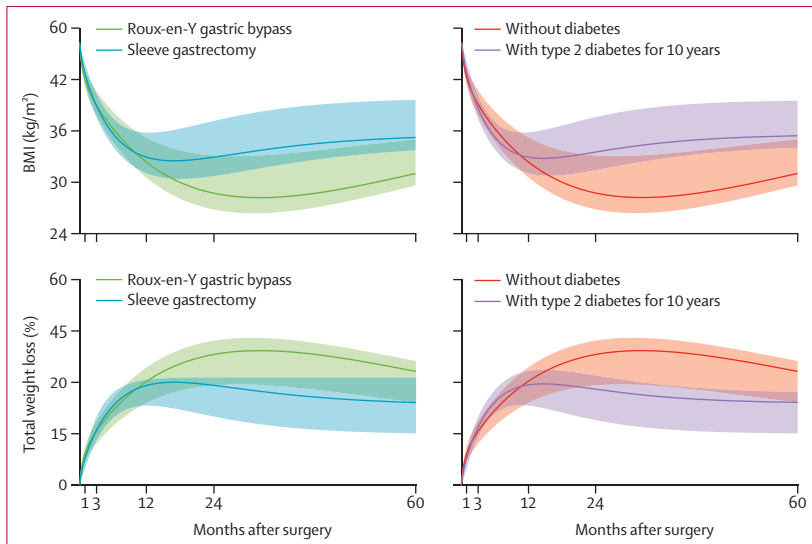 60
42
36
30
24
BMI (kg/m²)
Roux-en-Y gastric bypass
Sleeve gastrectomy
Without diabetes
With type 2 diabetes for 10 years
60
45
20
15
0
Total weight loss (%)
Roux-en-Y gastric bypass
Sleeve gastrectomy
Without diabetes
With type 2 diabetes for 10 years
1 3 12 24 60
Months after surgery
1 3 12 24 60
Months after surgery